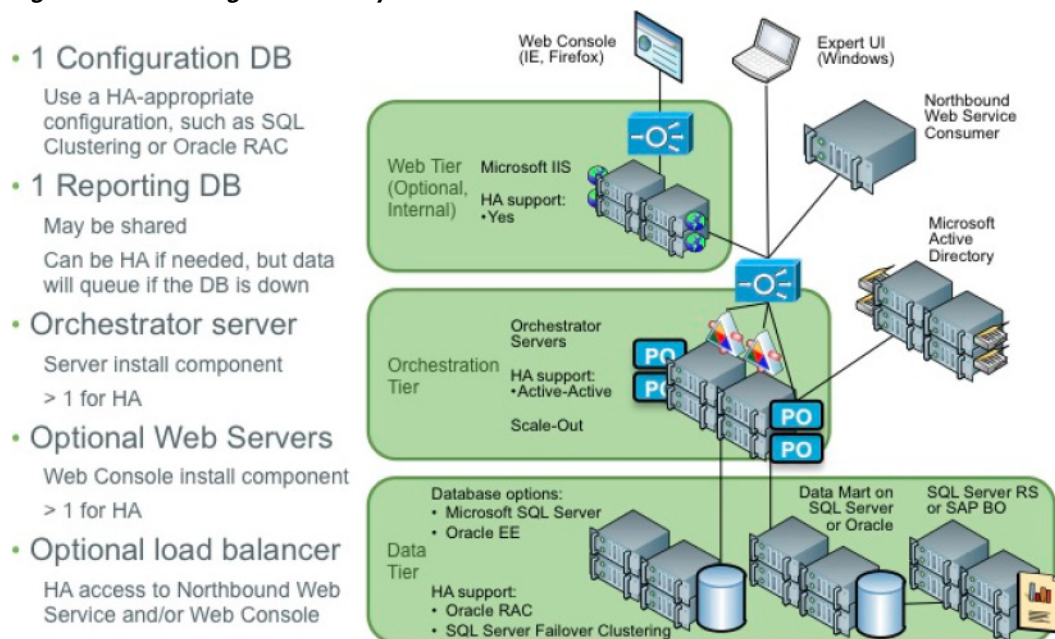 • 1 Configuration DB
Use a HA-appropriate
configuration, such as SQL
Clustering or Oracle RAC
• 1 Reporting DB
May be shared
Can be HA if needed, but data
will queue if the DB is down
• Orchestrator server
Server install component
> 1 for HA
• Optional Web Servers
Web Console install component
> 1 for HA
• Optional load balancer
HA access to Northbound Web
Service and/or Web Console
Web Console
(IE, Firefox)
Expert UI
(Windows)
Northbound
Web Service
Consumer
Web Tier
(Optional,
Internal)
Microsoft IIS
HA support:
•Yes
Microsoft
Active
Directory
Orchestration
Tier
Orchestrator
Servers
HA support:
•Active-Active
Scale-Out
PO
PO
PO
PO
Data
Tier
Database options:
• Microsoft SQL Server
• Oracle EE
HA support:
• Oracle RAC
• SQL Server Failover Clustering
Data Mart on
SQL Server
or Oracle
SQL Server RS
or SAP BO